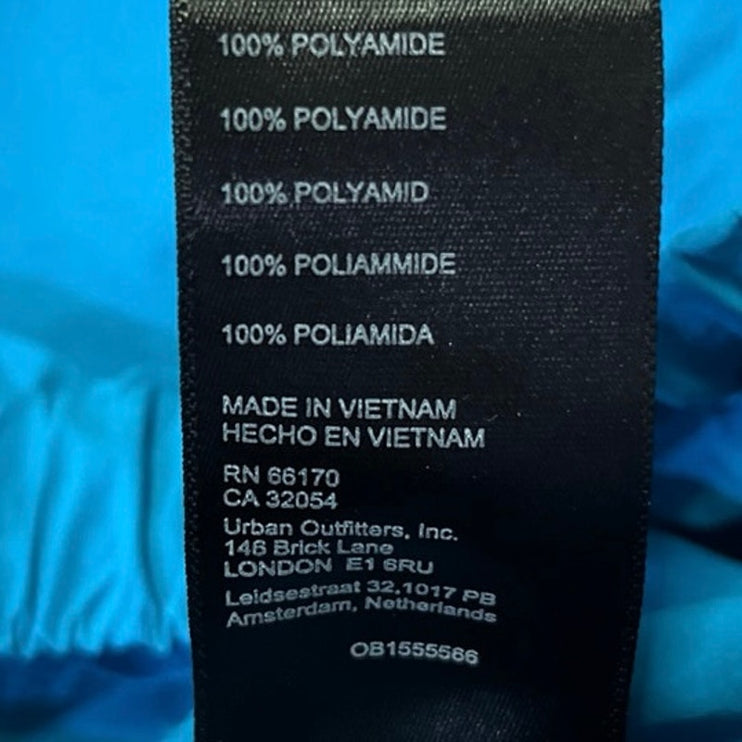 100% POLYAMIDE
100% POLYAMIDE
100% POLYAMID
100% POLIAMMIDE
100% POLIAMIDA
MADE IN VIETNAM
HECHO EN VIETNAM
RN 66170
CA 32054
Urban Outfitters, Inc.
146 Brick Lane
LONDON E1 6RU
Leidsestraat 32,1017 PB
Amsterdam, Netherlands
OB1555566